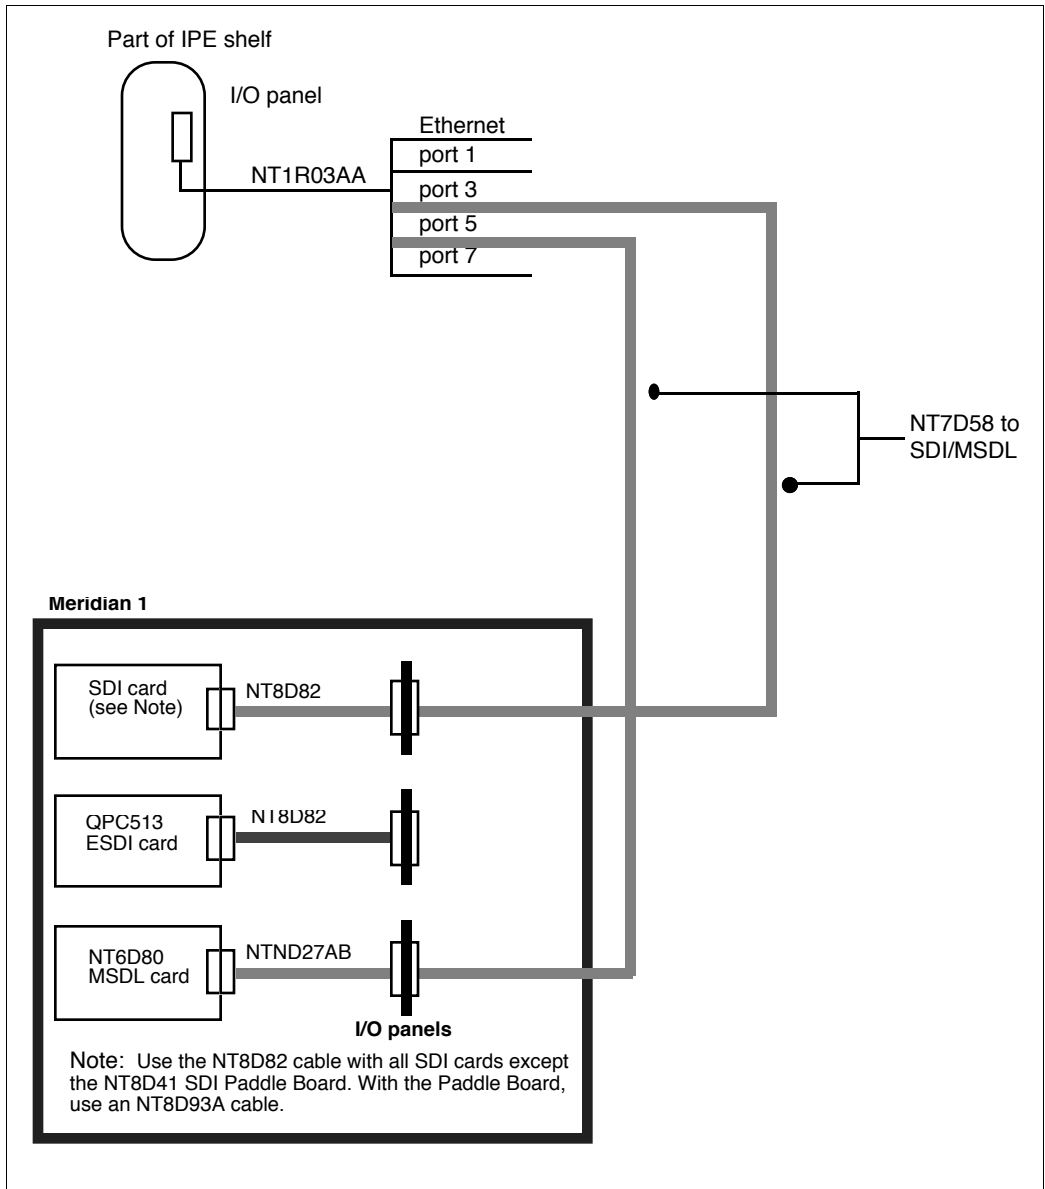 Part of IPE shelf
I/O panel
Ethernet
port 1
NT1R03AA
port 3
port 5
port 7
NT7D58 to
SDI/MSDL
Meridian 1
SDI card
(see Note)
NT8D82
QPC513
ESDI card
NT8D82
NT6D80
MSDL card
NTND27AB
I/O panels
Note: Use the NT8D82 cable with all SDI cards except
the NT8D41 SDI Paddle Board. With the Paddle Board,
use an NT8D93A cable.